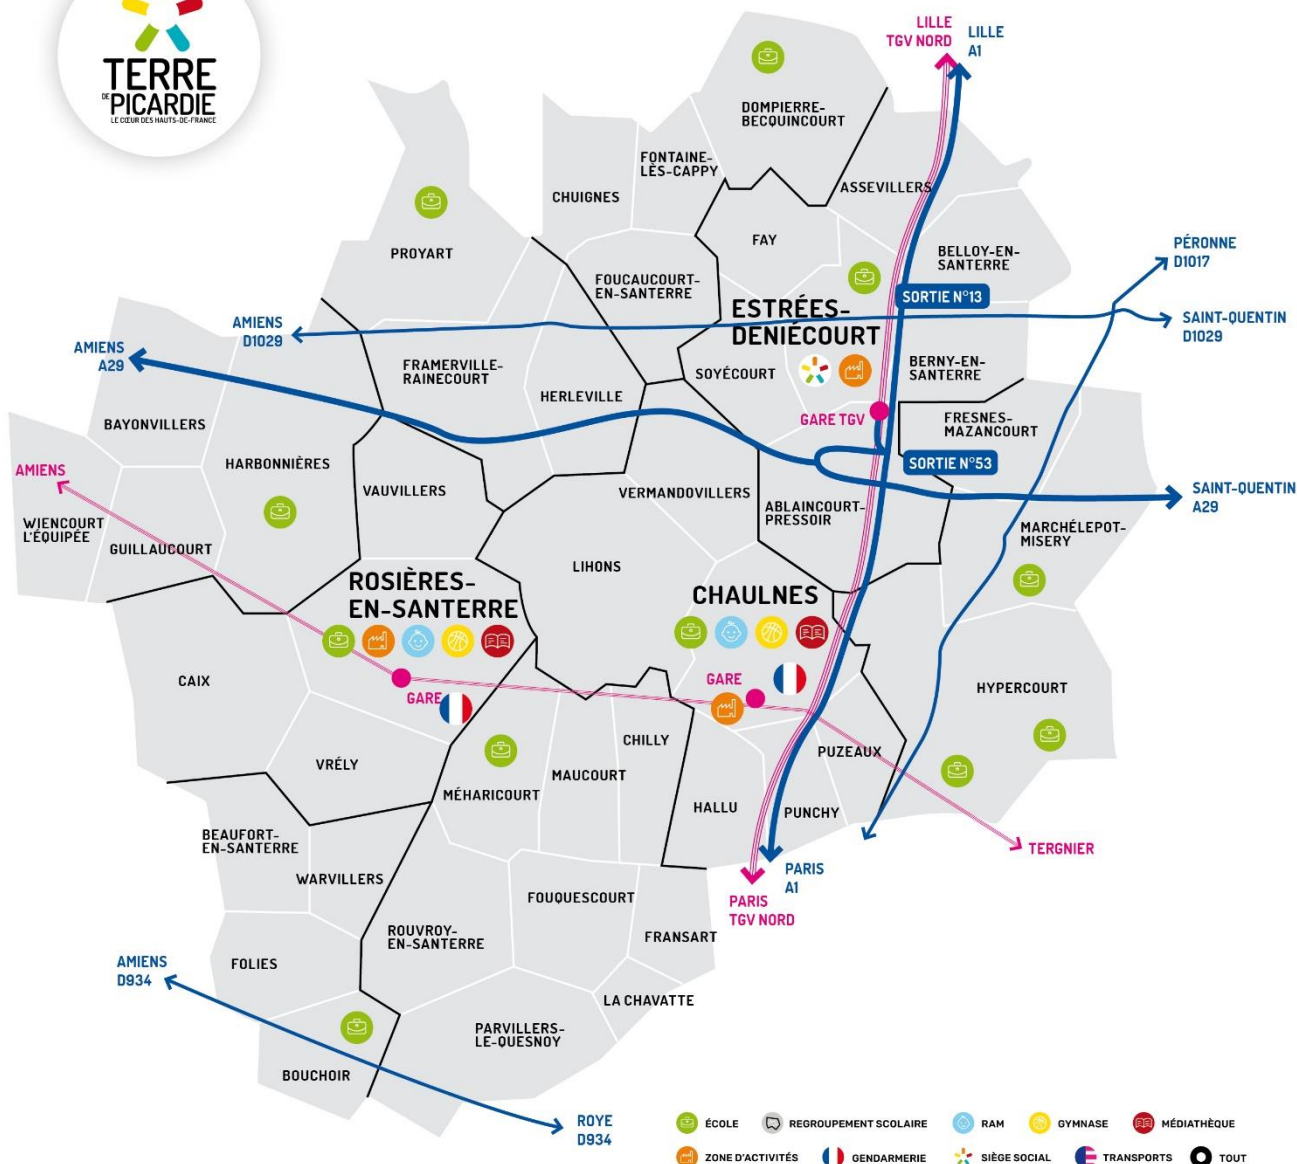 TERRE
DE PICARDIE
LE CŒUR DES HAUTS-DE-FRANCE
LILLE
TGV NORD
LILLE
A1
DOMPIERRE-
BECQUINCOURT
FONTAINE-
LÈS-CAPPY
ASSEVILLERS
CHUIGNES
PROYART
FAY
BELLOY-EN-
SANTERRE
PÉRONNE
D1017
FOUCAUCOURT
-EN-SANTERRE
SORTIE N°13
ESTRÉES-
DENIÉCOURT
AMIENS
D1029
SAINT-QUENTIN
D1029
AMIENS
A29
FRAMERVILLE-
RAINECOURT
SOYÉCOURT
BERNY-EN-
SANTERRE
HERLEVILLE
GARE TGV
FRESNES-
MAZANCOURT
BAYONVILLERS
HARBONNIÈRES
SORTIE N°53
AMIENS
VAUVILLERS
VERMANDOVILLERS
SAINT-QUENTIN
A29
ABLAINCOURT-
PRESSOIR
WIENCOURT
L'ÉQUIPÉE
GUILLAUCOURT
MARCHÉLEPOT-
MISERY
LIHONS
ROSIÈRES-
EN-SANTERRE
CHAULNES
CAIX
GARE
GARE
HYPERCOURT
CHILLY
PUZEAUX
VRÉLY
MAUCOURT
MÉHARICOURT
HALLU
PUNCHY
BEAUFORT-
EN-SANTERRE
TERGNIER
WARVILLERS
PARIS
A1
FOUQUESCOURT
PARIS
TGV NORD
ROUVROY-
EN-SANTERRE
FRANSART
FOLIES
AMIENS
D934
LA CHAVATTE
PARVILLERS-
LE-QUESNOY
BOUCHOIR
ROYE
D934
ÉCOLE REGROUPEMENT SCOLAIRE RAM GYMNASE MÉDIATHÈQUE
ZONE D'ACTIVITÉS GENDARMERIE SIÈGE SOCIAL TRANSPORTS TOUT